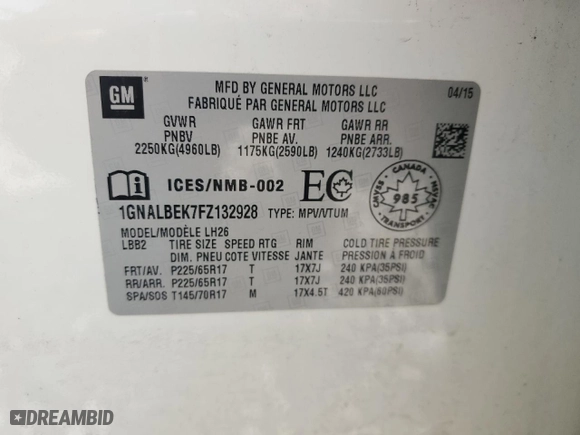 GM
MFD BY GENERAL MOTORS LLC
FABRIQUÉ PAR GENERAL MOTORS LLC
04/15
GVWR GAWR FRT GAWR RR
PNBV PNBE AV. PNBE ARR.
2250KG(4960LB) 1175KG(2590LB) 1240KG(2733LB)
ICES/NMB-002 EC
CANADA
CMVSS 985 NSVAC
TRANSPORT
1GNALBEK7FZ132928 TYPE: MPV/VTUM
MODEL/MODÈLE LH26
LBB2 TIRE SIZE SPEED RTG RIM COLD TIRE PRESSURE
DIM. PNEU COTE VITESSE JANTE PRESSION À FROID
FRT/AV. P225/65R17 T 17X7J 240 KPA(35PSI)
RR/ARR. P225/65R17 T 17X7J 240 KPA(35PSI)
SPA/SOS T145/70R17 M 17X4.5T 420 KPA(60PSI)
DREAMBID